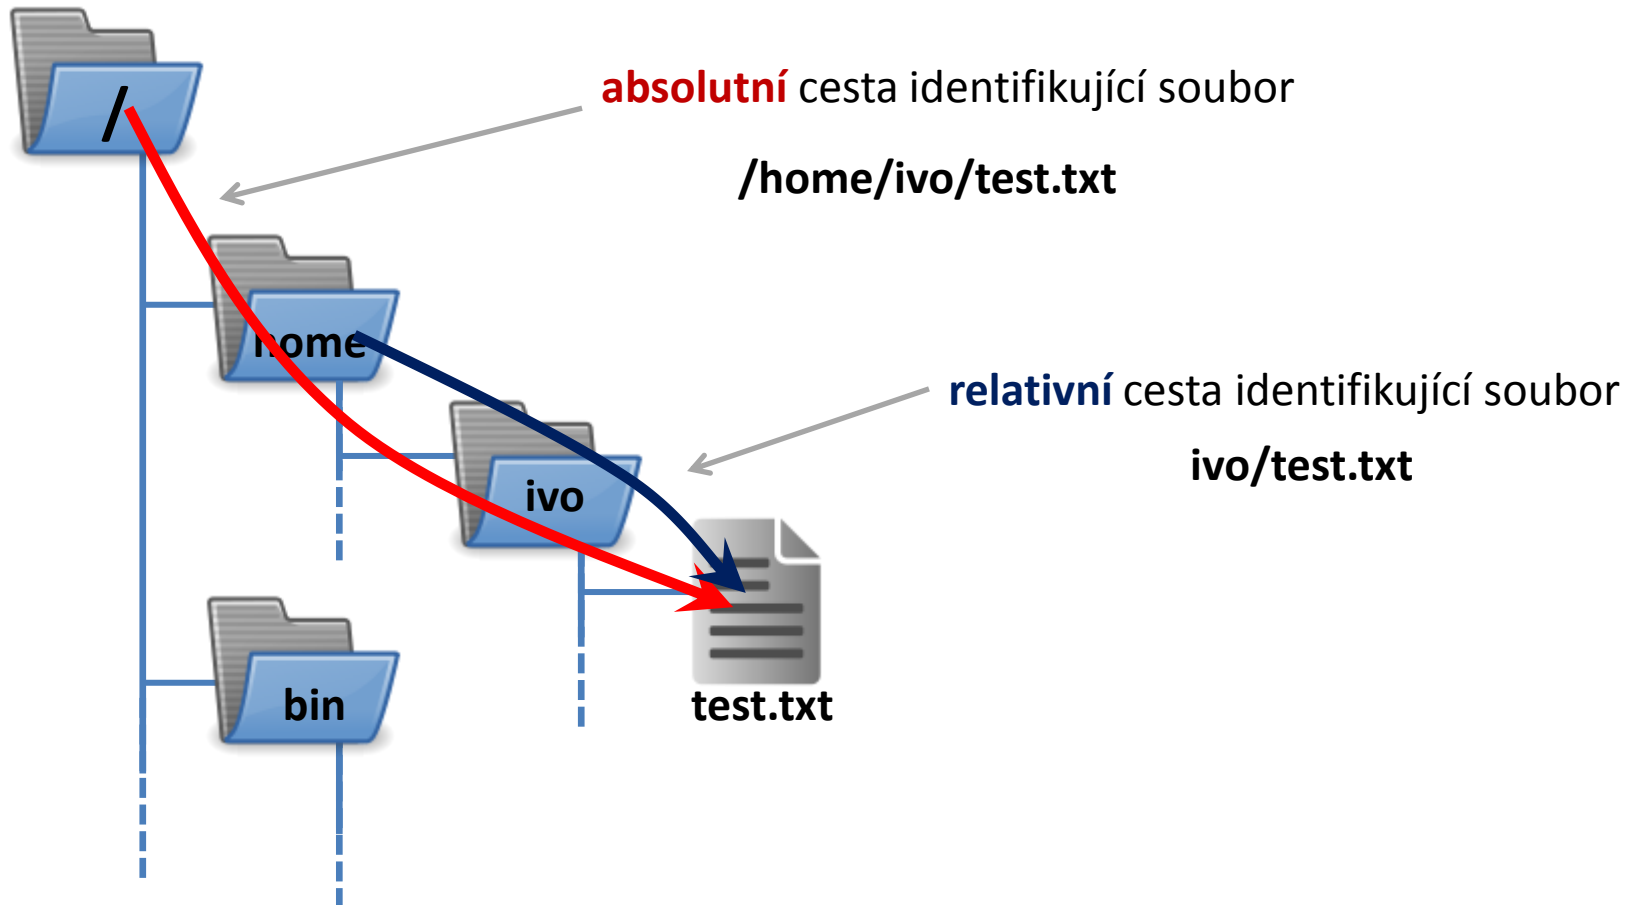 /
absolutní cesta identifikující soubor
/home/ivo/test.txt
home
relativní cesta identifikující soubor
ivo/test.txt
ivo
bin
test.txt